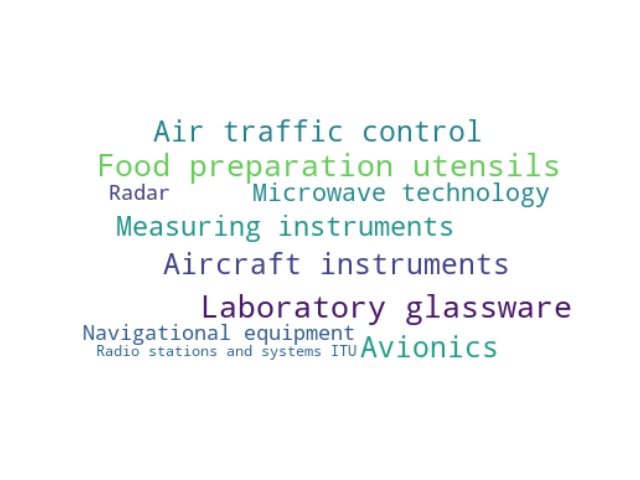 Air traffic control
Food preparation utensils
Radar
Microwave technology
Measuring instruments
Aircraft instruments
Laboratory glassware
Navigational equipment
Radio stations and systems ITU
Avionics